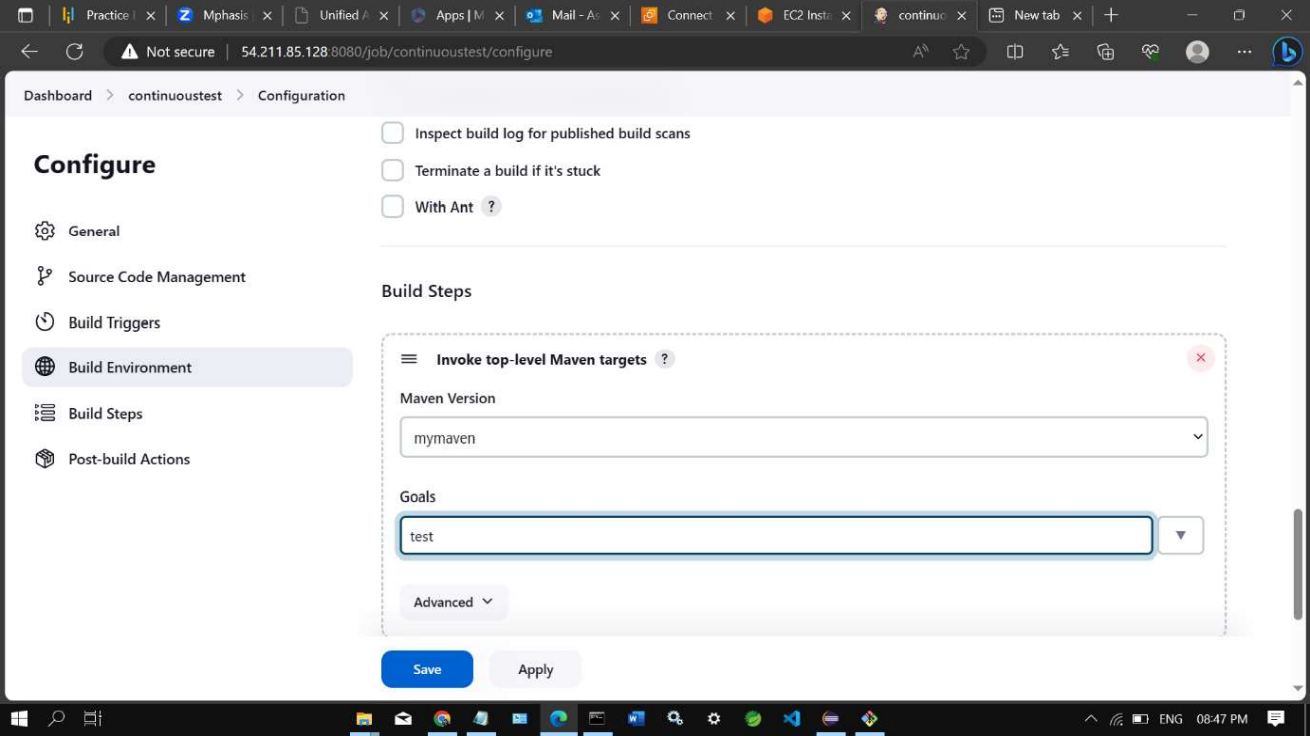 Practice I
Mphasis
Unified A
Apps | M
Mail - As
Connect
EC2 Insta
continuo
New tab
Not secure | 54.211.85.128:8080/job/continuoustest/configure
Dashboard > continuoustest > Configuration
Configure
General
Source Code Management
Build Triggers
Build Environment
Build Steps
Post-build Actions
Inspect build log for published build scans
Terminate a build if it's stuck
With Ant ?
Build Steps
Invoke top-level Maven targets ?
Maven Version
mymaven
Goals
test
Advanced
Save Apply
ENG 08:47 PM